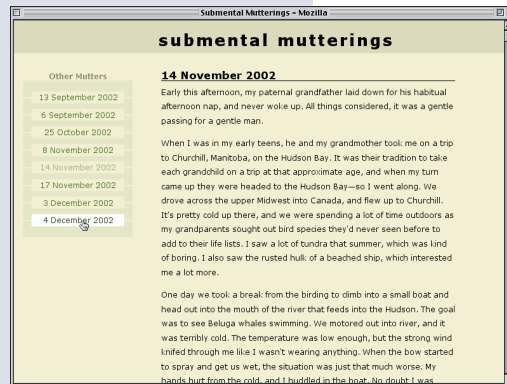 Submental Mutterings - Mozilla
submental mutterings
Other Mutters
13 September 2002
6 September 2002
25 October 2002
8 November 2002
14 November 2002
17 November 2002
3 December 2002
4 December 2002
14 November 2002
Early this afternoon, my paternal grandfather laid down for his habitual
afternoon nap, and never woke up. All things considered, it was a gentle
passing for a gentle man.
When I was in my early teens, he and my grandmother took me on a trip
to Churchill, Manitoba, on the Hudson Bay. It was their tradition to take
each grandchild on a trip at that approximate age, and when my turn
came up they were headed to the Hudson Bay—so I went along. We
drove across the upper Midwest into Canada, and flew up to Churchill.
It's pretty cold up there, and we were spending a lot of time outdoors as
my grandparents sought out bird species they'd never seen before to
add to their life lists. I saw a lot of tundra that summer, which was kind
of boring. I also saw the rusted hulk of a beached ship, which interested
me a lot more.
One day we took a break from the birding to climb into a small boat and
head out into the mouth of the river that feeds into the Hudson. The goal
was to see Beluga whales swimming. We motored out into river, and it
was terribly cold. The temperature was low enough, but the strong wind
knifed through me like I wasn't wearing anything. When the bow started
to spray and get us wet, the situation was just that much worse. My
hands hurt from the cold, and I huddled in the boat. No doubt I was